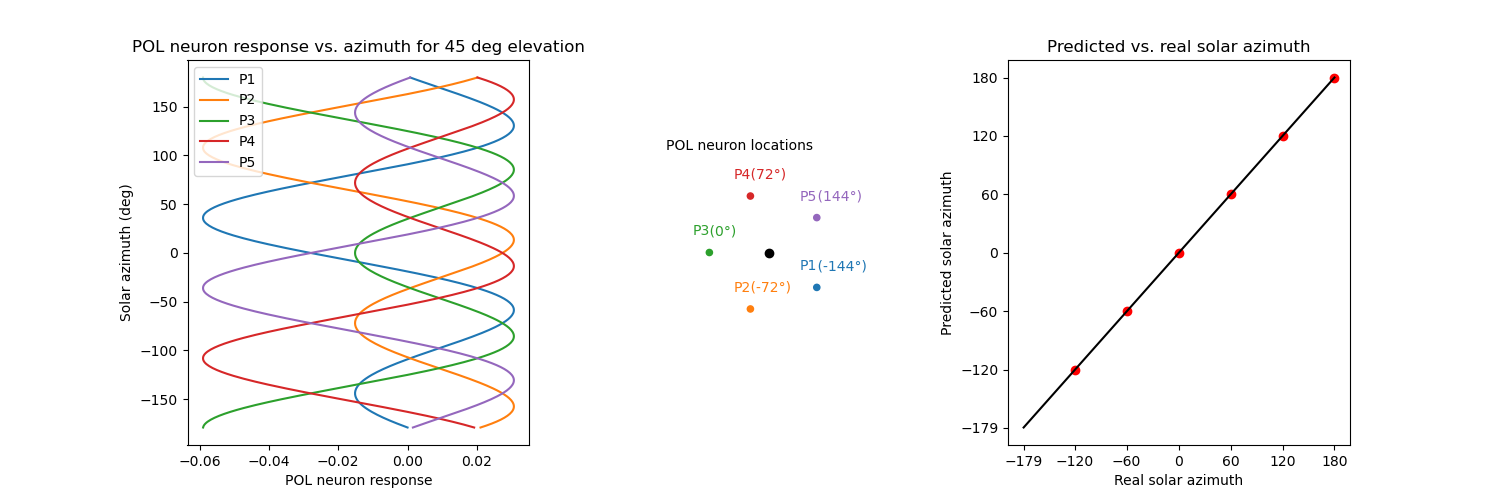 POL neuron response vs. azimuth for 45 deg elevation
P1
P2
P3
P4
P5
150
100
50
0
−50
−100
−150
Solar azimuth (deg)
−0.06
−0.04
−0.02
0.00
0.02
POL neuron response
POL neuron locations
P4(72°)
P5(144°)
P3(0°)
P1(-144°)
P2(-72°)
Predicted vs. real solar azimuth
180
120
60
0
−60
−120
−179
Predicted solar azimuth
−179
−120
−60
0
60
120
180
Real solar azimuth